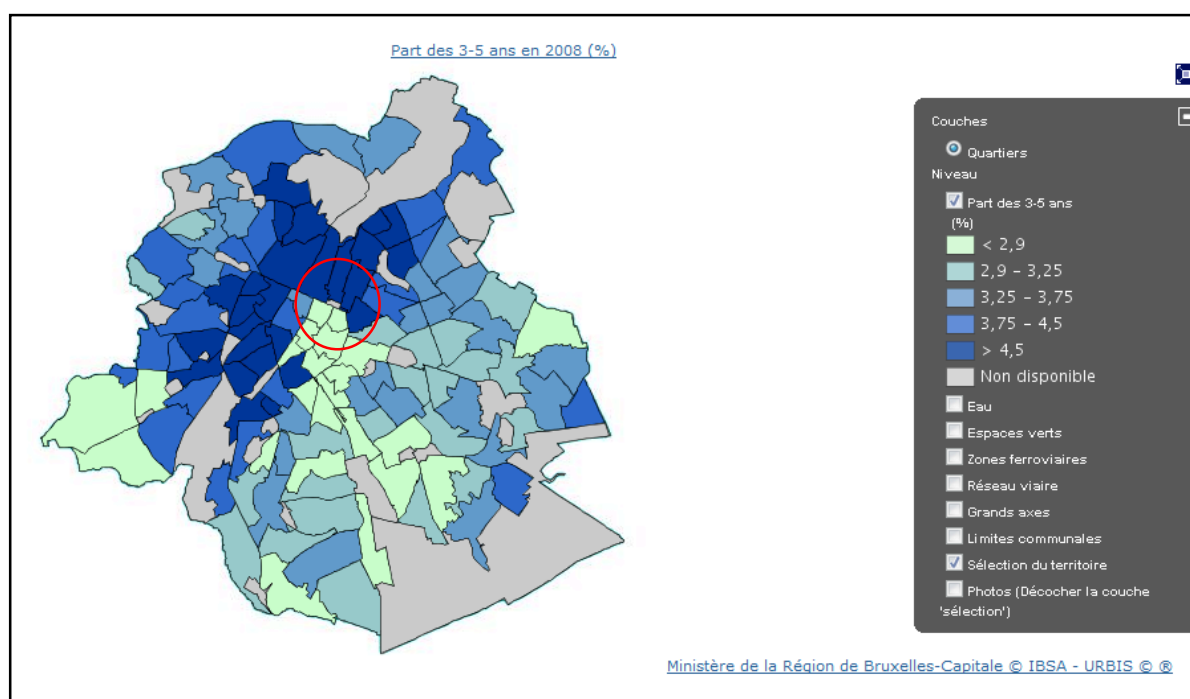 Part des 3-5 ans en 2008 (%)
Couches
Quartiers
Niveau
Part des 3-5 ans
(%)
< 2,9
2,9 - 3,25
3,25 - 3,75
3,75 - 4,5
> 4,5
Non disponible
Eau
Espaces verts
Zones ferroviaires
Réseau viaire
Grands axes
Limites communales
Sélection du territoire
Photos (Décocher la couche
'sélection')
Ministère de la Région de Bruxelles-Capitale © IBSA - URBIS © ®